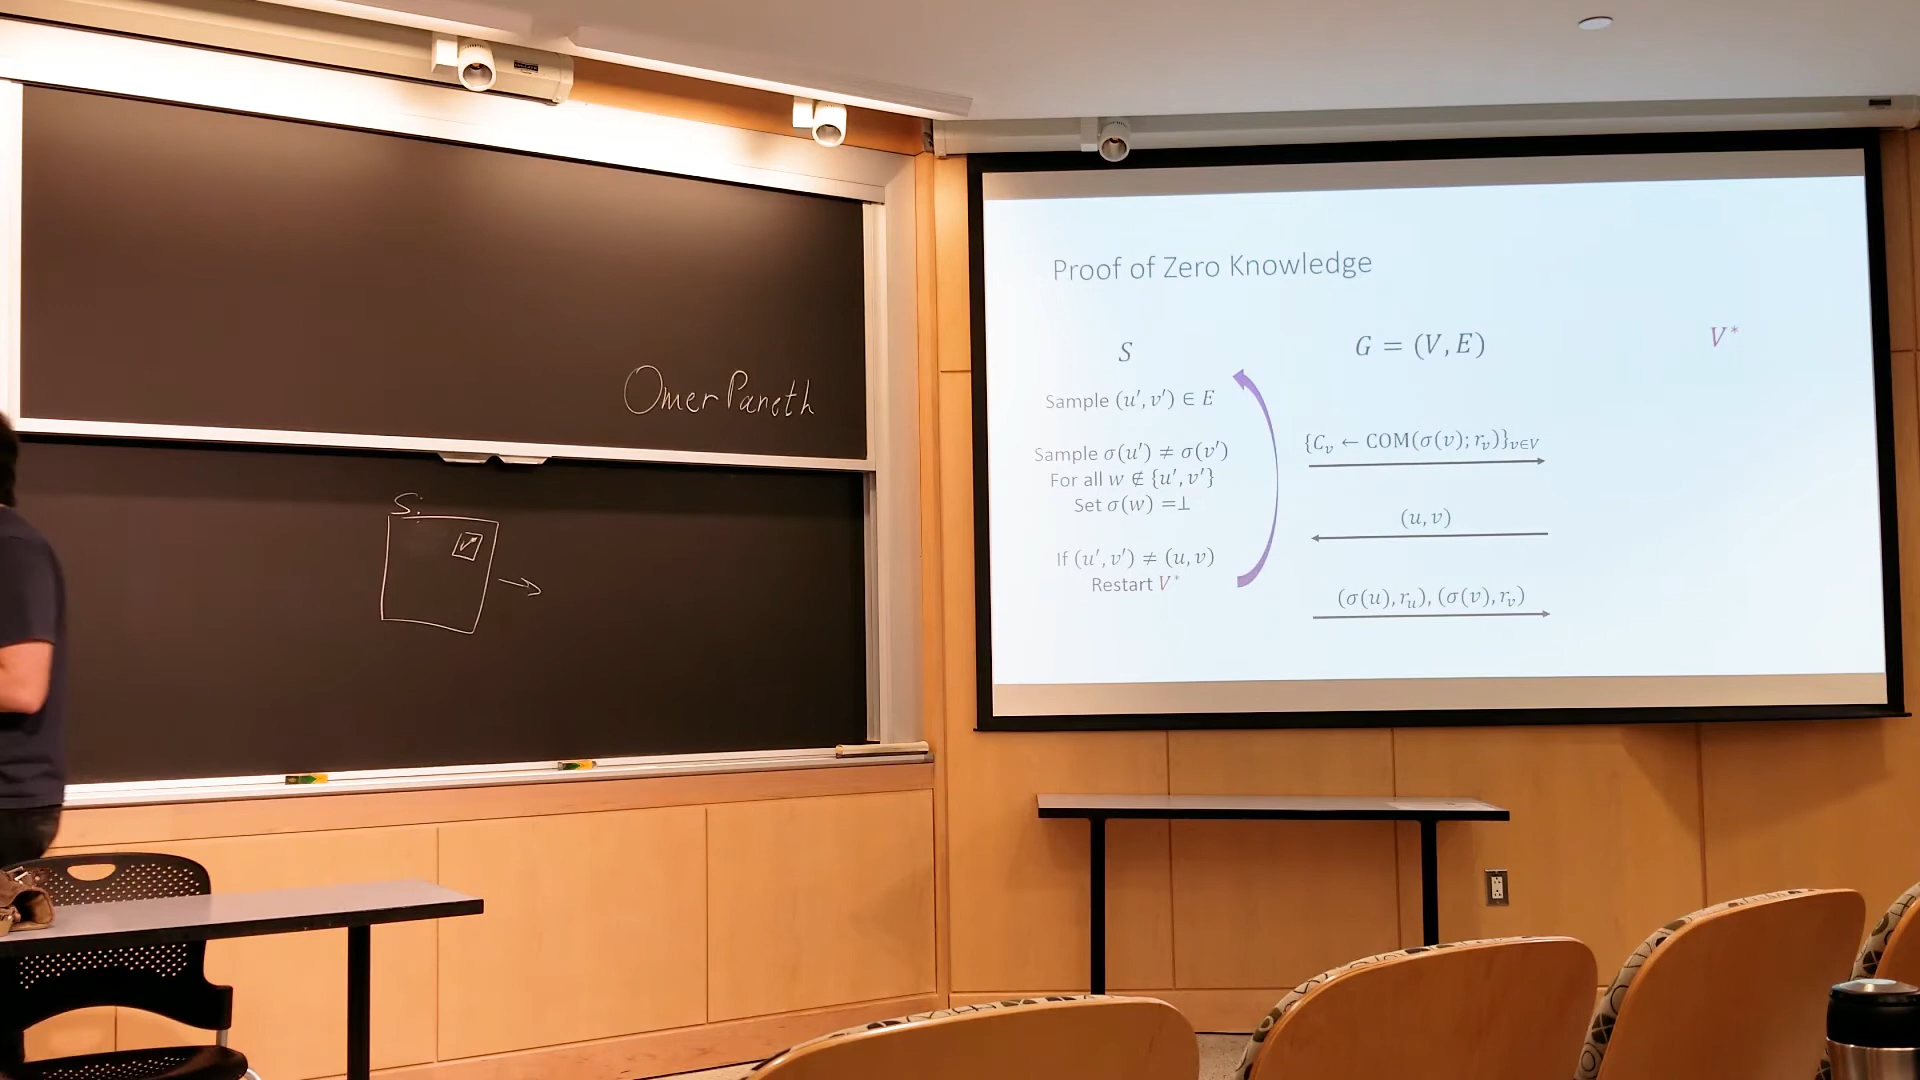 Omer Paneth
S:
V*
Proof of Zero Knowledge
S
G = (V, E)
V*
Sample (u′, v′) ∈ E
Sample σ(u′) ≠ σ(v′)
For all w ∉ {u′, v′}
Set σ(w) =⊥
If (u′, v′) ≠ (u, v)
Restart V*
{C_v ← COM(σ(v); r_v)}_{v∈V}
(u, v)
(σ(u), r_u), (σ(v), r_v)